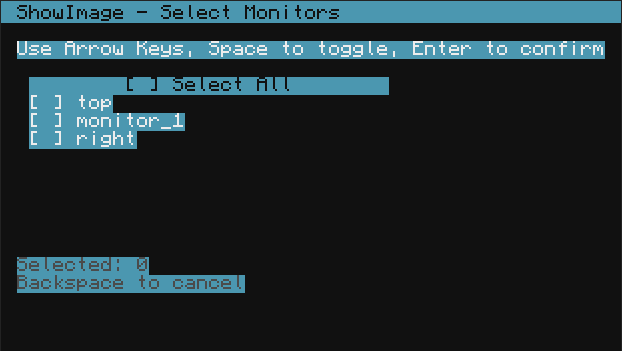 ShowImage - Select Monitors
Use Arrow Keys, Space to toggle, Enter to confirm
[ ] Select All
[ ] top
[ ] monitor_1
[ ] right
Selected: 0
Backspace to cancel